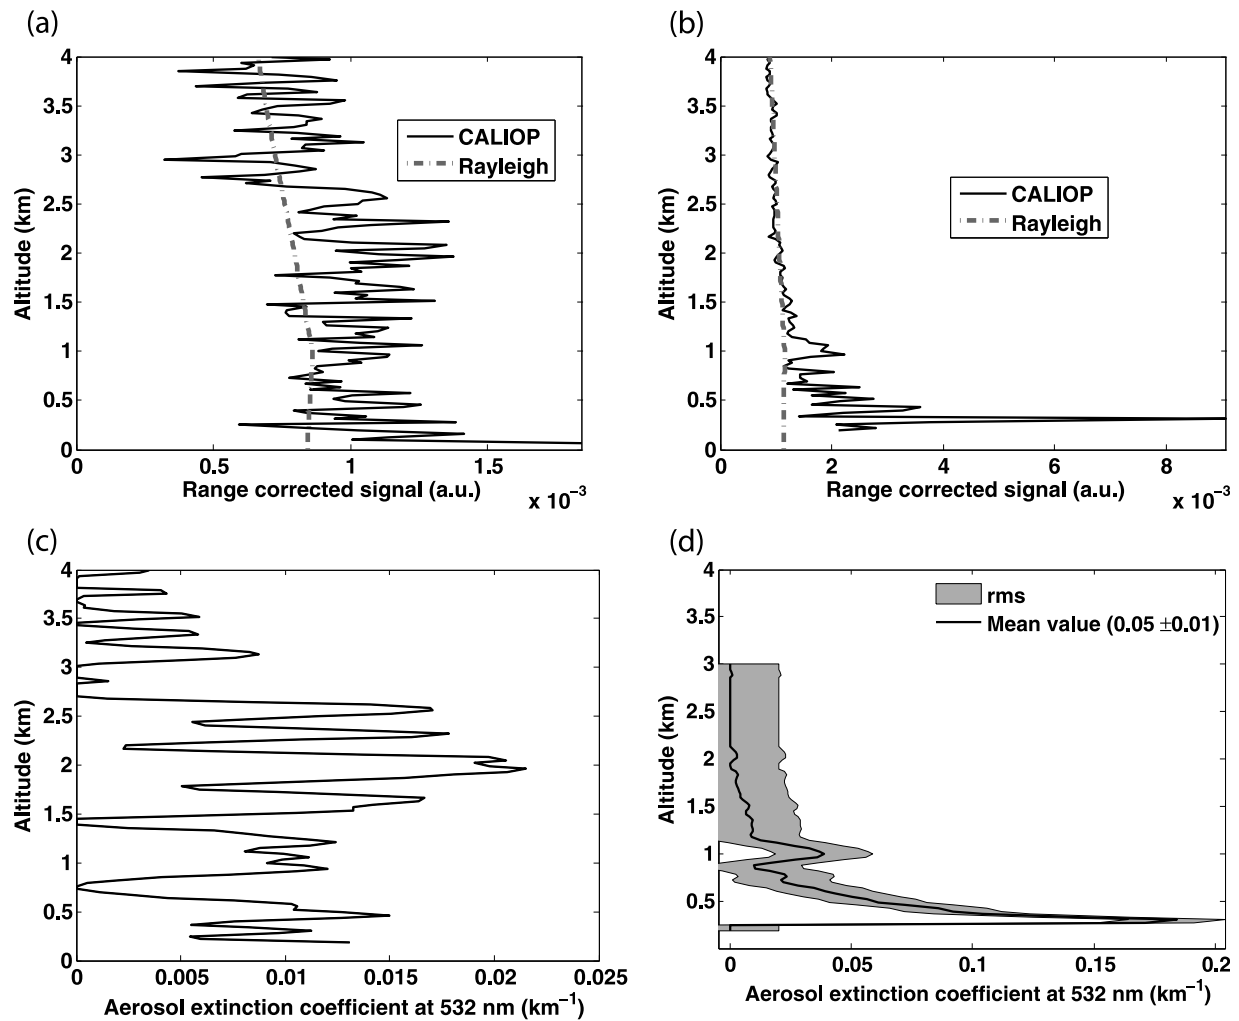 (a)
4
3.5
3
2.5
2
1.5
1
0.5
0
Altitude (km)
CALIOP
Rayleigh
0 0.5 1 1.5
Range corrected signal (a.u.)
x 10⁻³
(b)
4
3.5
3
2.5
2
1.5
1
0.5
0
Altitude (km)
CALIOP
Rayleigh
0 2 4 6 8
Range corrected signal (a.u.)
x 10⁻³
(c)
4
3.5
3
2.5
2
1.5
1
0.5
0
Altitude (km)
0 0.005 0.01 0.015 0.02 0.025
Aerosol extinction coefficient at 532 nm (km⁻¹)
(d)
4
3.5
3
2.5
2
1.5
1
0.5
Altitude (km)
rms
Mean value (0.05 ±0.01)
0 0.05 0.1 0.15 0.2
Aerosol extinction coefficient at 532 nm (km⁻¹)